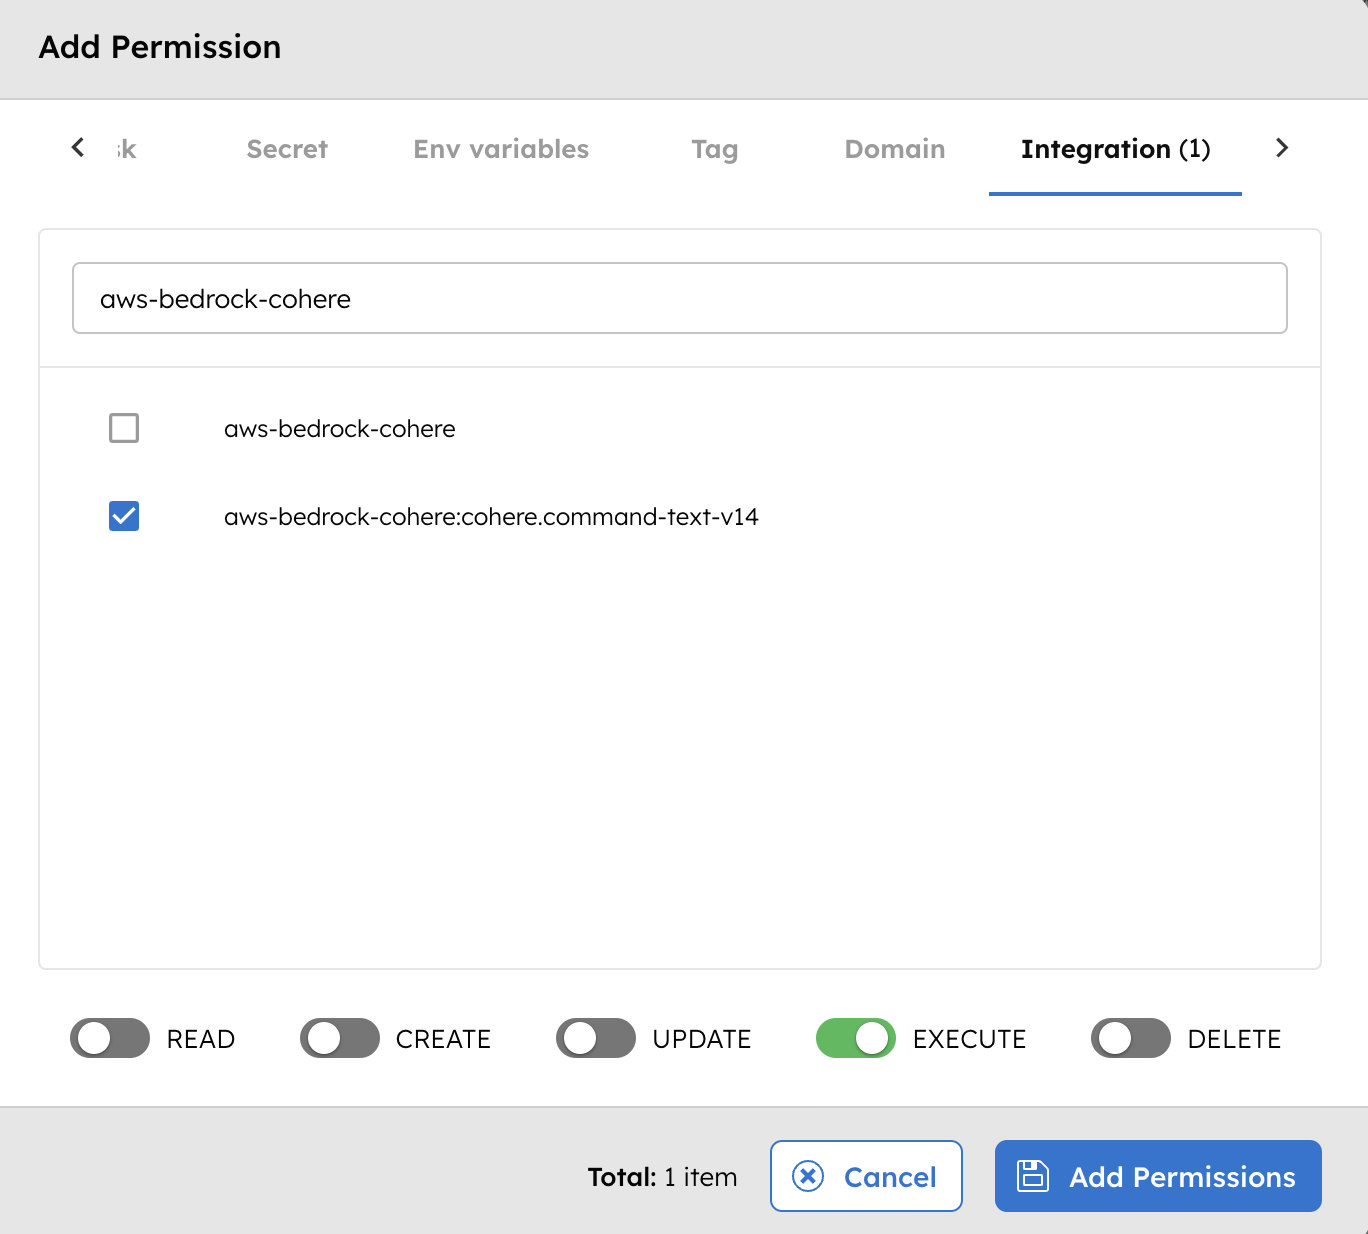 Add Permission
sk Secret Env variables Tag Domain Integration (1)
aws-bedrock-cohere
aws-bedrock-cohere
aws-bedrock-cohere:cohere.command-text-v14
READ CREATE UPDATE EXECUTE DELETE
Total: 1 item Cancel Add Permissions